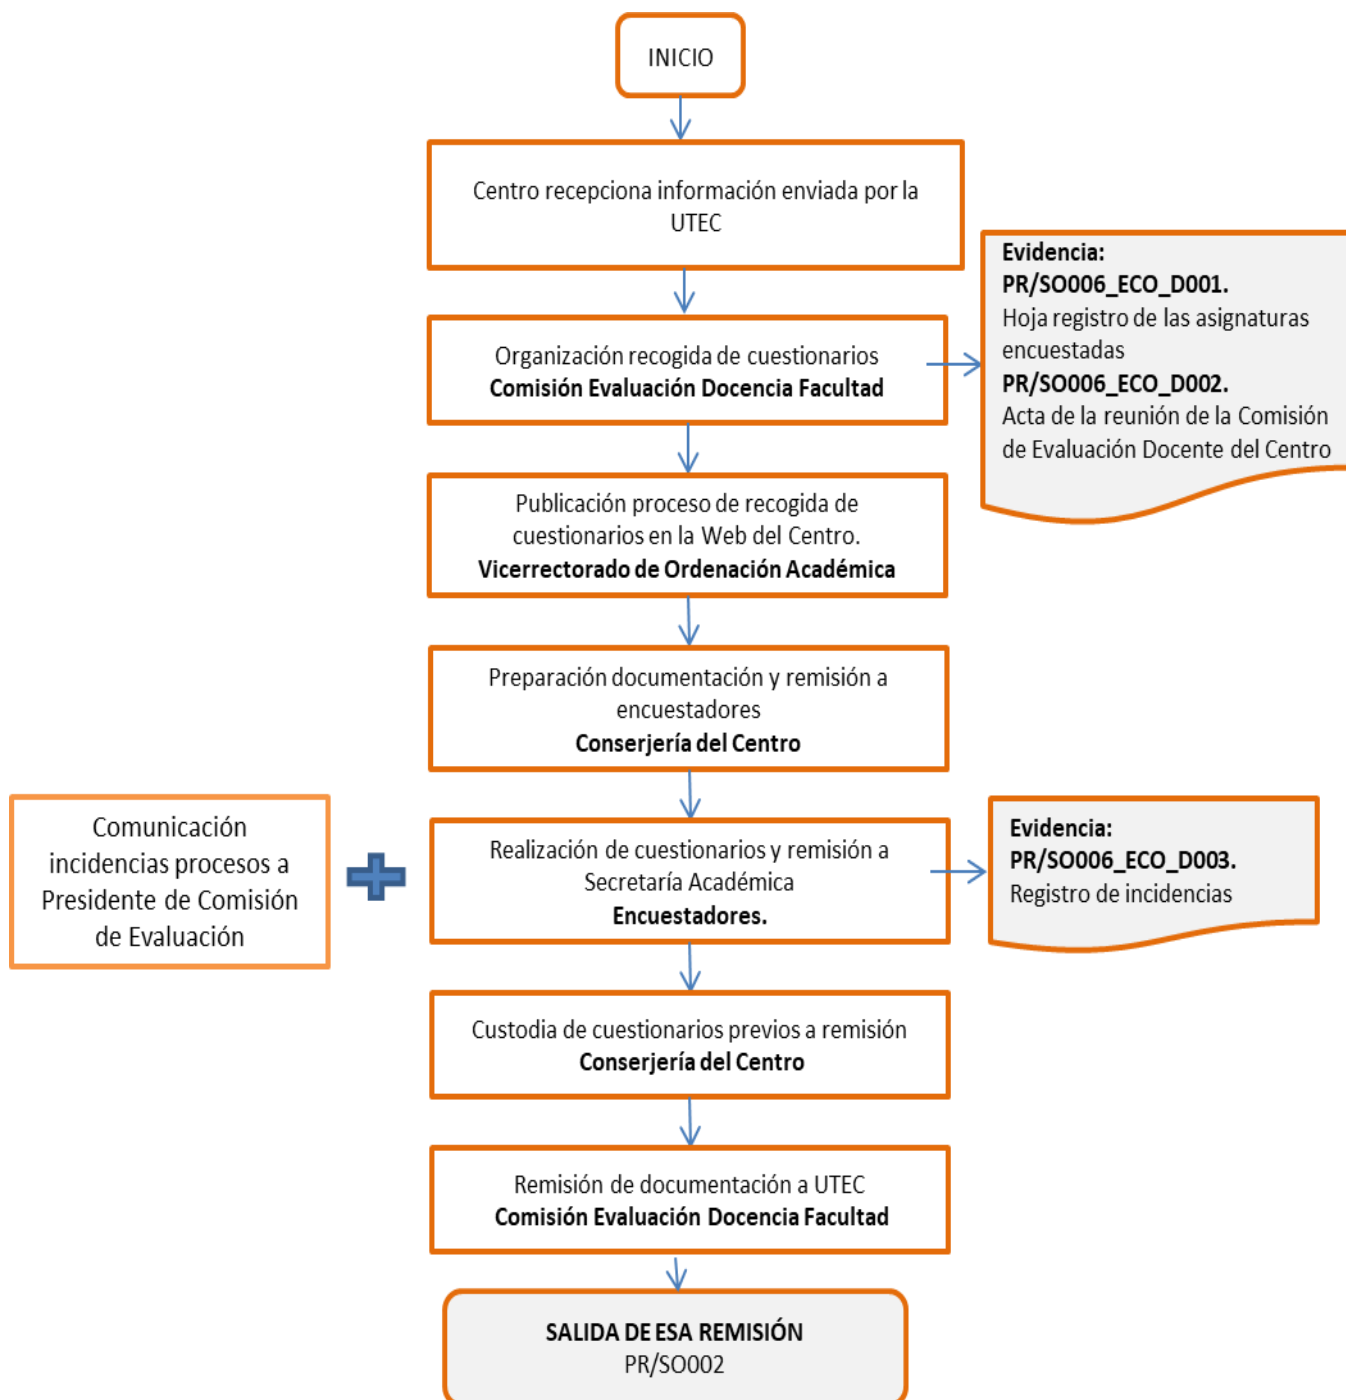 INICIO
Centro recepciona información enviada por la
UTEC
Organización recogida de cuestionarios
Comisión Evaluación Docencia Facultad
Evidencia:
PR/SO006_ECO_D001.
Hoja registro de las asignaturas
encuestadas
PR/SO006_ECO_D002.
Acta de la reunión de la Comisión
de Evaluación Docente del Centro
Publicación proceso de recogida de
cuestionarios en la Web del Centro.
Vicerrectorado de Ordenación Académica
Preparación documentación y remisión a
encuestadores
Conserjería del Centro
Comunicación
incidencias procesos a
Presidente de Comisión
de Evaluación
Realización de cuestionarios y remisión a
Secretaría Académica
Encuestadores.
Evidencia:
PR/SO006_ECO_D003.
Registro de incidencias
Custodia de cuestionarios previos a remisión
Conserjería del Centro
Remisión de documentación a UTEC
Comisión Evaluación Docencia Facultad
SALIDA DE ESA REMISIÓN
PR/SO002